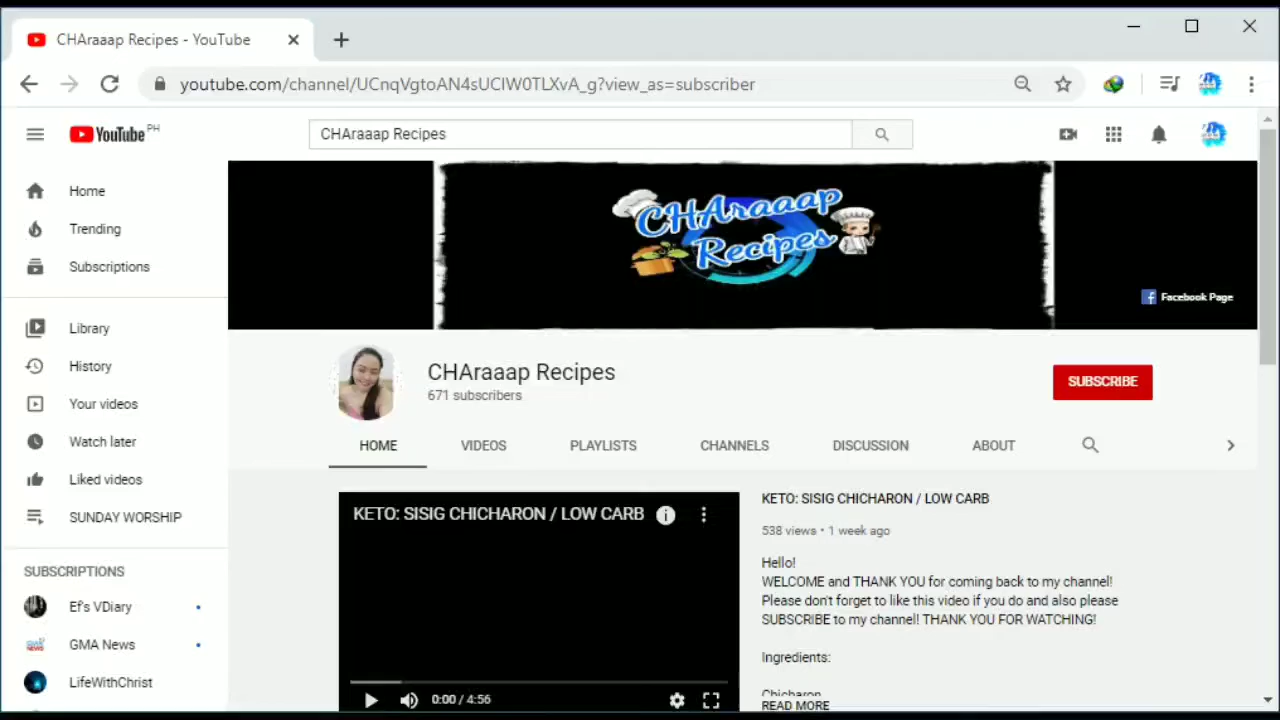 CHAraaap Recipes - YouTube
youtube.com/channel/UCnqVgtoAN4sUCIW0TLXvA_g?view_as=subscriber
YouTube PH
CHAraaap Recipes
Home
Trending
Subscriptions
Library
History
Your videos
Watch later
Liked videos
SUNDAY WORSHIP
SUBSCRIPTIONS
Ef's VDiary
GMA News
LifeWithChrist
CHAraaap
Recipes
Facebook Page
CHAraaap Recipes
671 subscribers
SUBSCRIBE
HOME VIDEOS PLAYLISTS CHANNELS DISCUSSION ABOUT
KETO: SISIG CHICHARON / LOW CARB
0:00 / 4:56
KETO: SISIG CHICHARON / LOW CARB
538 views • 1 week ago
Hello!
WELCOME and THANK YOU for coming back to my channel!
Please don't forget to like this video if you do and also please
SUBSCRIBE to my channel! THANK YOU FOR WATCHING!
Ingredients:
Chicharon
READ MORE